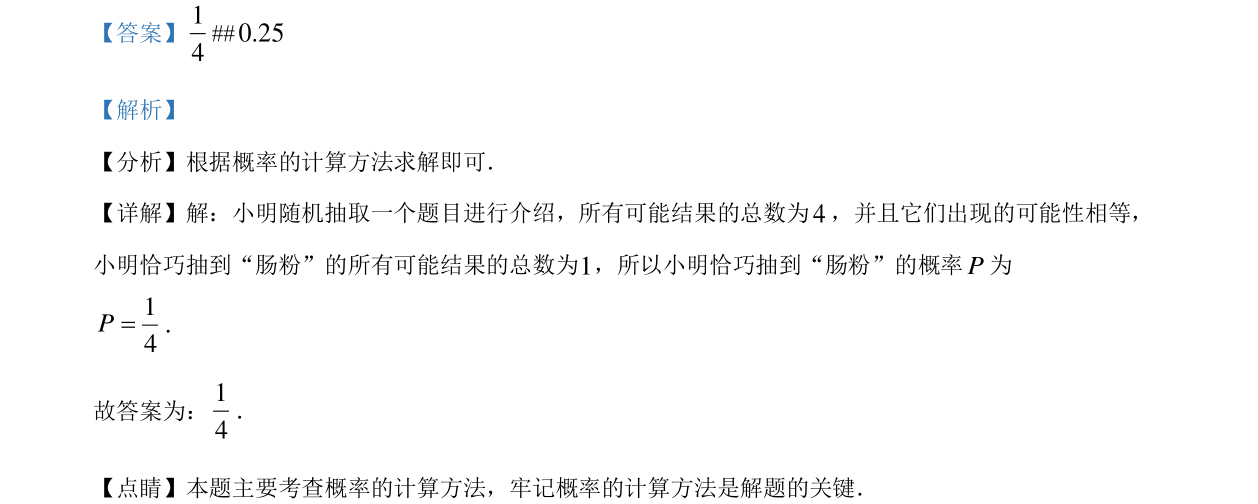 【答案】1/4##0.25
【解析】
【分析】根据概率的计算方法求解即可．
【详解】解：小明随机抽取一个题目进行介绍，所有可能结果的总数为4，并且它们出现的可能性相等，
小明恰巧抽到“肠粉”的所有可能结果的总数为1，所以小明恰巧抽到“肠粉”的概率P为
P=1/4．
故答案为：1/4．
【点睛】本题主要考查概率的计算方法，牢记概率的计算方法是解题的关键．